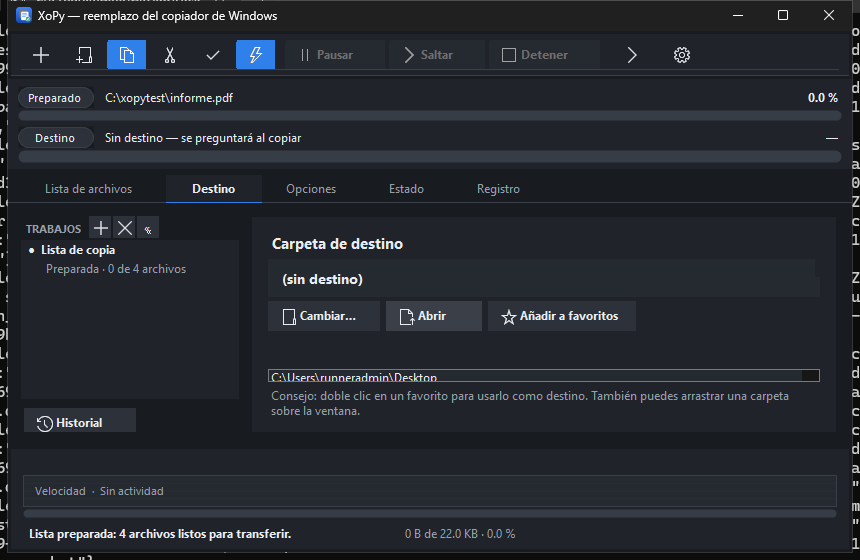 XoPy — reemplazo del copiador de Windows
Pausar
Saltar
Detener
Preparado
C:\xopytest\informe.pdf
0.0 %
Destino
Sin destino — se preguntará al copiar
—
Lista de archivos
Destino
Opciones
Estado
Registro
TRABAJOS
Lista de copia
Preparada · 0 de 4 archivos
Historial
Carpeta de destino
(sin destino)
Cambiar...
Abrir
Añadir a favoritos
C:\Users\runneradmin\Desktop
Consejo: doble clic en un favorito para usarlo como destino. También puedes arrastrar una carpeta
sobre la ventana.
Velocidad · Sin actividad
Lista preparada: 4 archivos listos para transferir.
0 B de 22.0 KB · 0.0 %